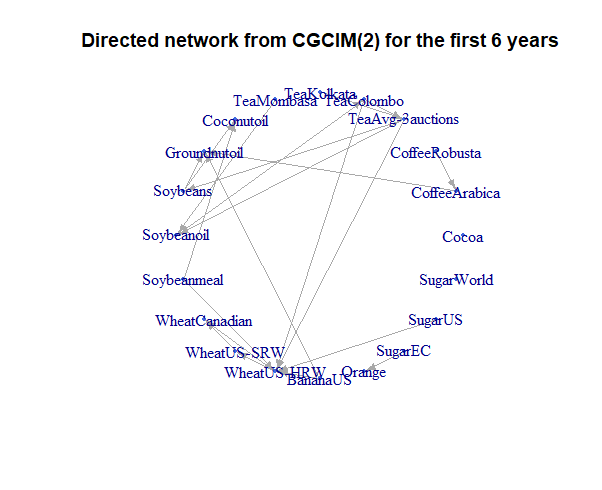 Directed network from CGCIM(2) for the first 6 years
TeaKolkata
TeaMombasa
TeaColombo
Coconutoil
TeaAvg-3auctions
Groundnutoil
CoffeeRobusta
Soybeans
CoffeeArabica
Soybeanoil
Cocoa
Soybeanmeal
SugarWorld
WheatCanadian
SugarUS
WheatUS-SRW
SugarEC
WheatUS-HRW
BananaUS
Orange